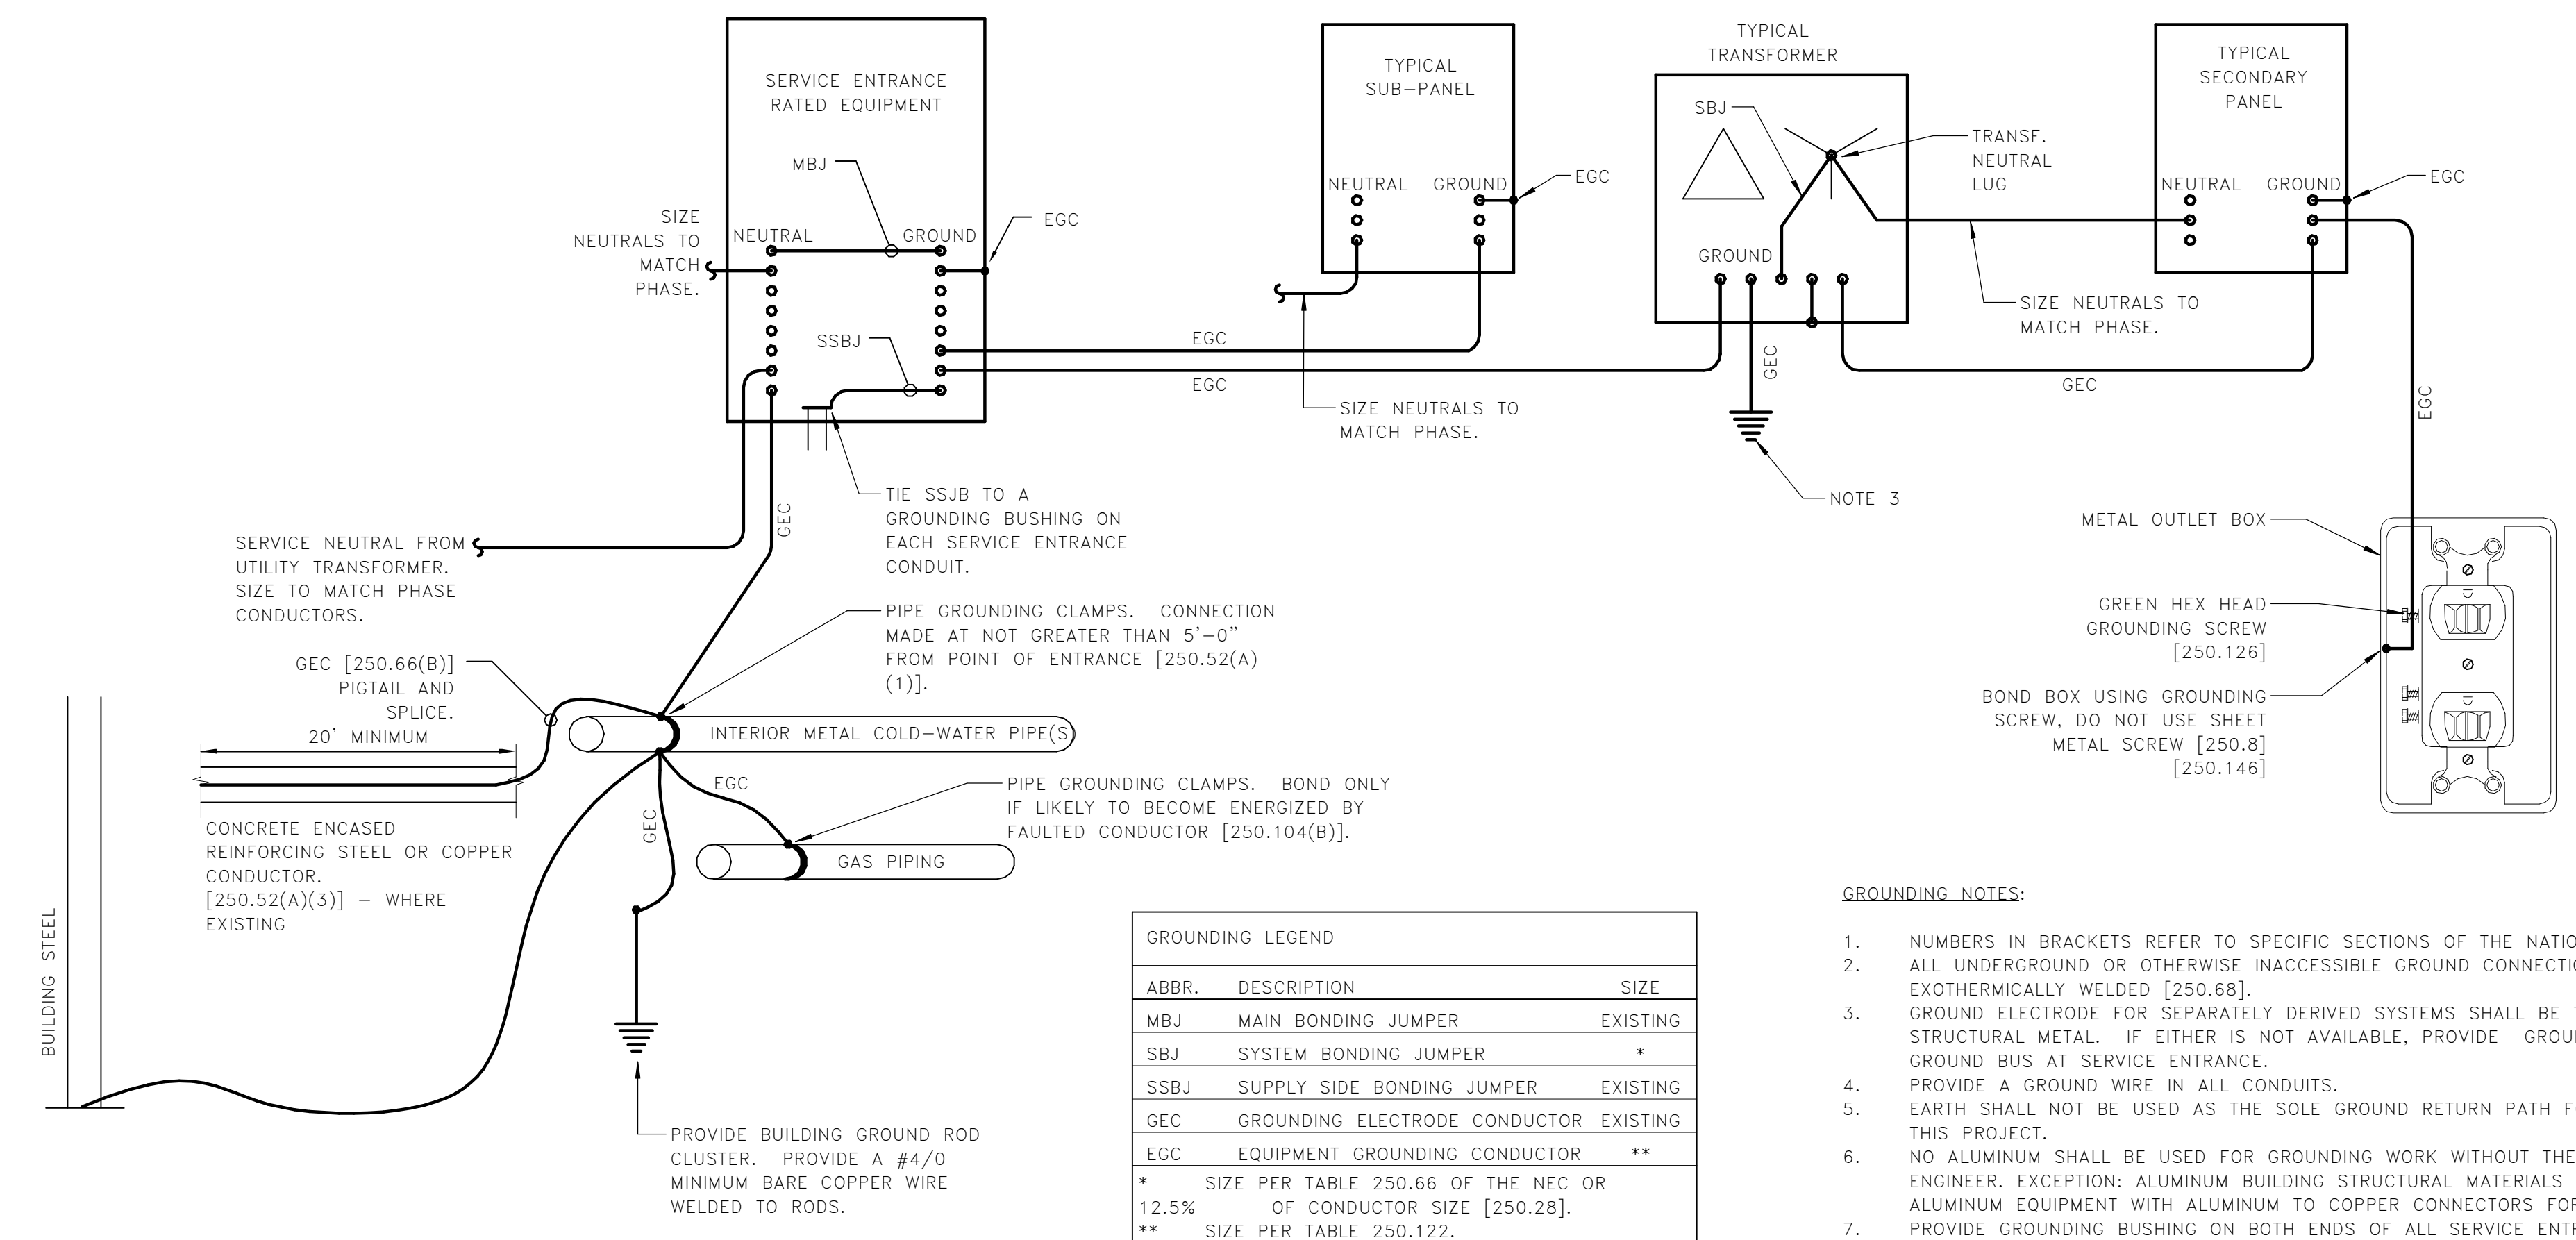 SERVICE ENTRANCE
RATED EQUIPMENT
MBJ
NEUTRAL
GROUND
EGC
SIZE
NEUTRALS TO
MATCH
PHASE.
SSBJ
TYPICAL
SUB-PANEL
NEUTRAL
GROUND
EGC
TYPICAL
TRANSFORMER
SBJ
TRANSF.
NEUTRAL
LUG
GROUND
TYPICAL
SECONDARY
PANEL
NEUTRAL
GROUND
EGC
SIZE NEUTRALS TO
MATCH PHASE.
EGC
EGC
GEC
GEC
EGC
SIZE NEUTRALS TO
MATCH PHASE.
NOTE 3
TIE SSJB TO A
GROUNDING BUSHING ON
EACH SERVICE ENTRANCE
CONDUIT.
GEC
SERVICE NEUTRAL FROM
UTILITY TRANSFORMER.
SIZE TO MATCH PHASE
CONDUCTORS.
PIPE GROUNDING CLAMPS. CONNECTION
MADE AT NOT GREATER THAN 5'-0"
FROM POINT OF ENTRANCE [250.52(A)
(1)].
GEC [250.66(B)]
PIGTAIL AND
SPLICE.
20' MINIMUM
INTERIOR METAL COLD-WATER PIPE(S)
EGC
GEC
PIPE GROUNDING CLAMPS. BOND ONLY
IF LIKELY TO BECOME ENERGIZED BY
FAULTED CONDUCTOR [250.104(B)].
GAS PIPING
CONCRETE ENCASED
REINFORCING STEEL OR COPPER
CONDUCTOR.
[250.52(A)(3)] - WHERE
EXISTING
BUILDING STEEL
PROVIDE BUILDING GROUND ROD
CLUSTER. PROVIDE A #4/0
MINIMUM BARE COPPER WIRE
WELDED TO RODS.
METAL OUTLET BOX
GREEN HEX HEAD
GROUNDING SCREW
[250.126]
BOND BOX USING GROUNDING
SCREW, DO NOT USE SHEET
METAL SCREW [250.8]
[250.146]
GROUNDING LEGEND
ABBR. DESCRIPTION SIZE
MBJ MAIN BONDING JUMPER EXISTING
SBJ SYSTEM BONDING JUMPER *
SSBJ SUPPLY SIDE BONDING JUMPER EXISTING
GEC GROUNDING ELECTRODE CONDUCTOR EXISTING
EGC EQUIPMENT GROUNDING CONDUCTOR **
* SIZE PER TABLE 250.66 OF THE NEC OR
12.5% OF CONDUCTOR SIZE [250.28].
** SIZE PER TABLE 250.122.
GROUNDING NOTES:
1. NUMBERS IN BRACKETS REFER TO SPECIFIC SECTIONS OF THE
2. ALL UNDERGROUND OR OTHERWISE INACCESSIBLE GROUND
EXOTHERMICALLY WELDED [250.68].
3. GROUND ELECTRODE FOR SEPARATELY DERIVED SYSTEMS SHALL BE
STRUCTURAL METAL. IF EITHER IS NOT AVAILABLE, PROVIDE
GROUND BUS AT SERVICE ENTRANCE.
4. PROVIDE A GROUND WIRE IN ALL CONDUITS.
5. EARTH SHALL NOT BE USED AS THE SOLE GROUND RETURN PATH
THIS PROJECT.
6. NO ALUMINUM SHALL BE USED FOR GROUNDING WORK WITHOUT THE
ENGINEER. EXCEPTION: ALUMINUM BUILDING STRUCTURAL MATERIALS
ALUMINUM EQUIPMENT WITH ALUMINUM TO COPPER CONNECTORS
7. PROVIDE GROUNDING BUSHING ON BOTH ENDS OF ALL SERVICE